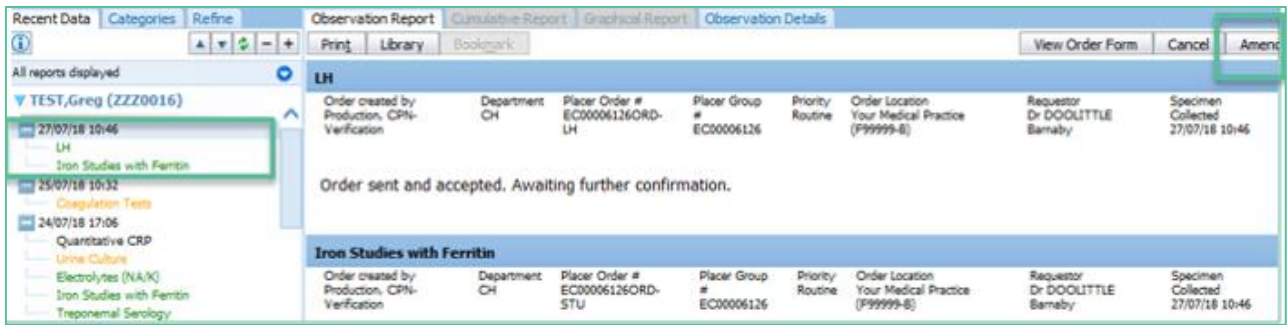 Recent Data Categories Refine
All reports displayed
TEST,Greg (ZZZ0016)
27/07/18 10:46
LH
Iron Studies with Ferritin
25/07/18 10:32
Coagulation Tests
24/07/18 17:06
Quantitative CRP
Urine Culture
Electrolytes (NA/K)
Iron Studies with Ferritin
Treponemal Serology
Observation Report Cumulative Report Graphical Report Observation Details
Print Library Bookmark View Order Form Cancel Amend
LH
Order created by Department Placer Order # Placer Group Priority Order Location Requestor Specimen
Production, CPN- CH EC00006126ORD- # Routine Your Medical Practice Dr DOOLITTLE Collected
Verification LH EC00006126 (F99999-B) Barnaby 27/07/18 10:46
Order sent and accepted. Awaiting further confirmation.
Iron Studies with Ferritin
Order created by Department Placer Order # Placer Group Priority Order Location Requestor Specimen
Production, CPN- CH EC00006126ORD- # Routine Your Medical Practice Dr DOOLITTLE Collected
Verification STU EC00006126 (F99999-B) Barnaby 27/07/18 10:46